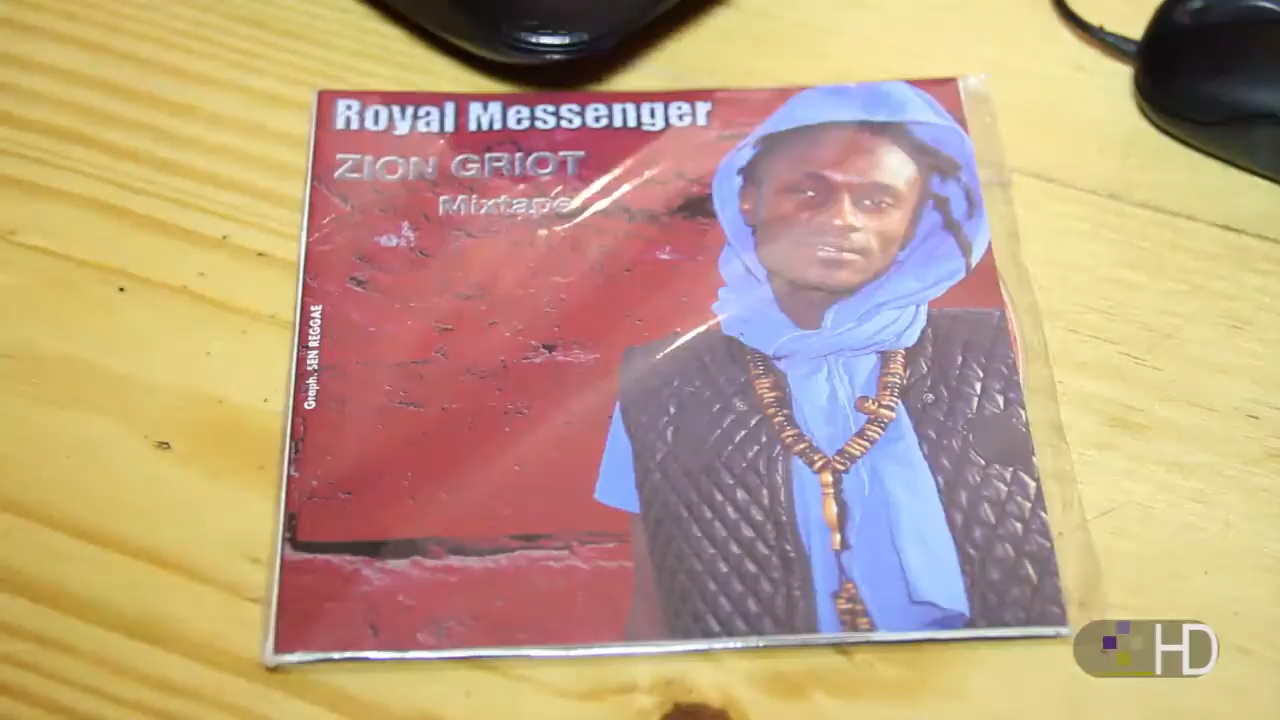 Royal Messenger
ZION GRIOT
Mixtape
Graph. SEN REGGAE
HD